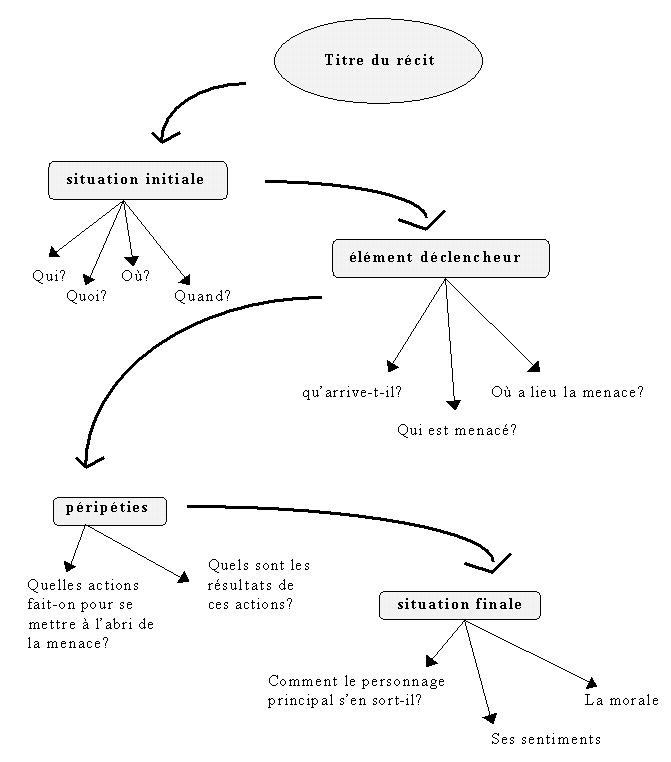 Titre du récit
situation initiale
Qui?
Quoi?
Où?
Quand?
élément déclencheur
qu'arrive-t-il?
Qui est menacé?
Où a lieu la menace?
péripéties
Quelles actions
fait-on pour se
mettre à l'abri de
la menace?
Quels sont les
résultats de
ces actions?
situation finale
Comment le personnage
principal s'en sort-il?
Ses sentiments
La morale